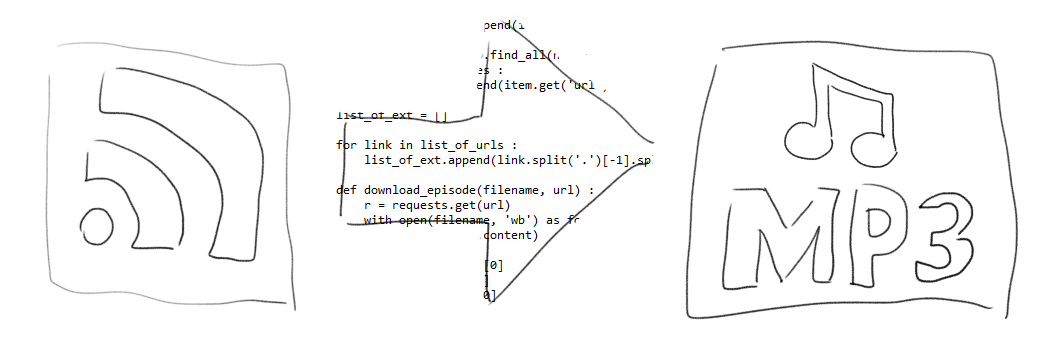 pend(
.find_all(
s :
end(item.get('url
list_of_ext = []
for link in list_of_urls :
list_of_ext.append(link.split('.')[-1].sp
def download_episode(filename, url) :
r = requests.get(url)
with open(filename, 'wb') as f
content)
[0]
]
0]
MP3